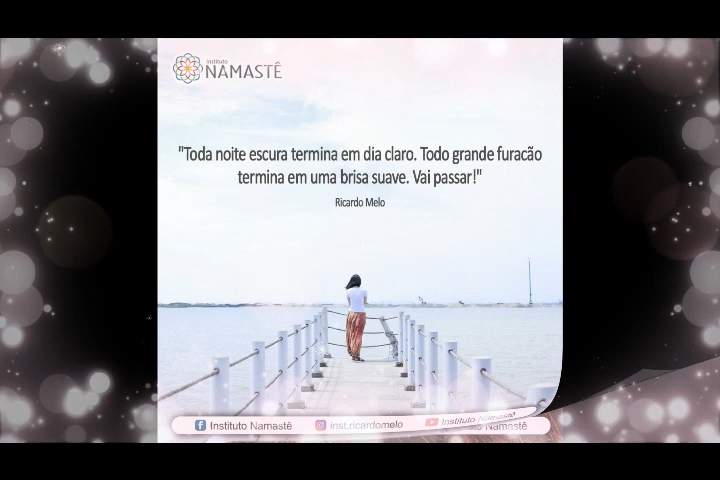 Instituto
NAMASTÊ
"Toda noite escura termina em dia claro. Todo grande furacão
termina em uma brisa suave. Vai passar!"
Ricardo Melo
Instituto Namastê
inst.ricardomelo
Instituto Namastê